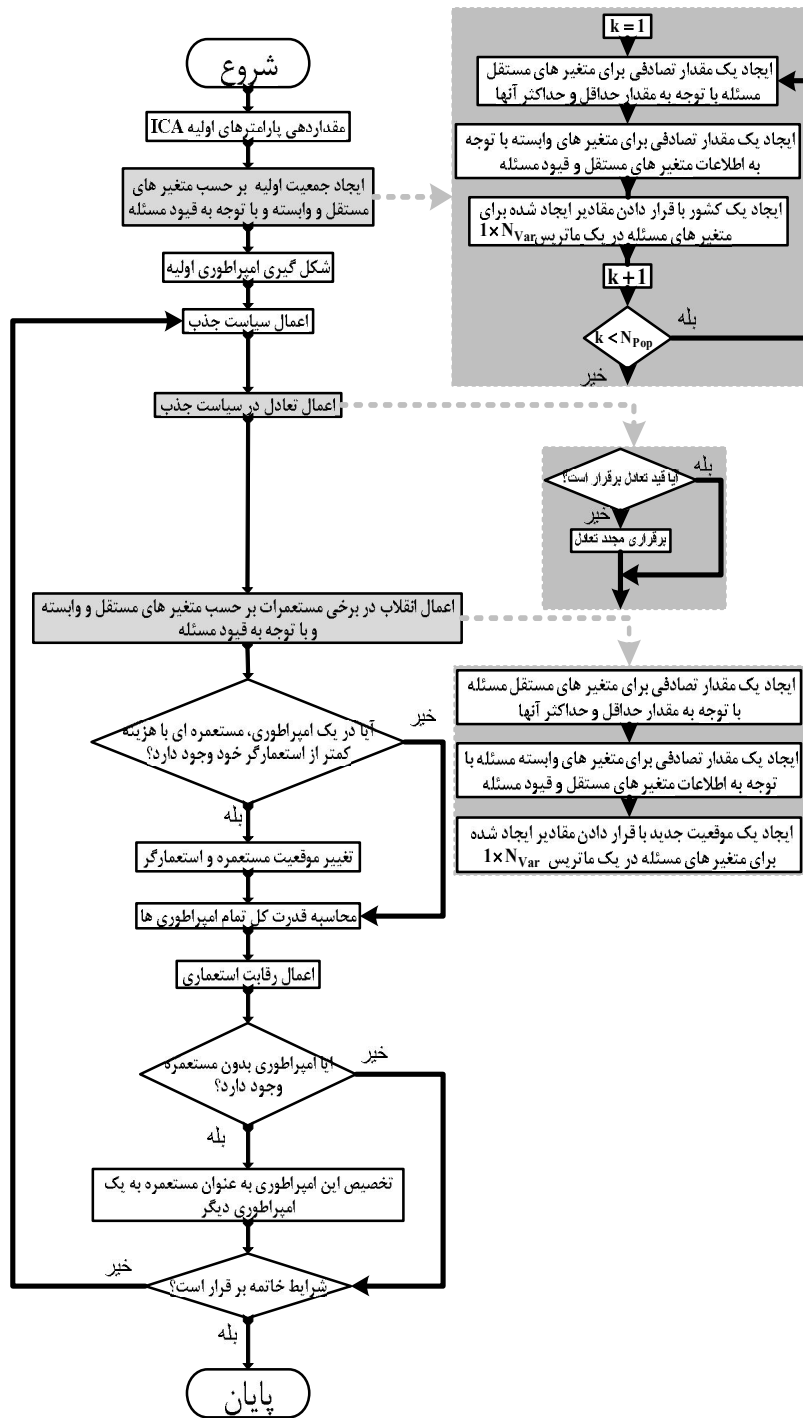 شروع
مقداردهی پارامترهای اولیه ICA
ایجاد جمعیت اولیه بر حسب متغیر های
مستقل و وابسته و با توجه به قیود مسئله
شکل گیری امپراطوری اولیه
اعمال سیاست جذب
اعمال تعادل در سیاست جذب
اعمال انقلاب در برخی مستعمرات بر حسب متغیر های مستقل و وابسته
و با توجه به قیود مسئله
آیا در یک امپراطوری، مستعمره ای با هزینه
کمتر از استعمارگر خود وجود دارد؟
خیر
بله
تغییر موقعیت مستعمره و استعمارگر
محاسبه قدرت کل تمام امپراطوری ها
اعمال رقابت استعماری
ایا امپراطوری بدون مستعمره
وجود دارد؟
خیر
بله
تخصیص این امپراطوری به عنوان مستعمره به یک
امپراطوری دیگر
شرایط خاتمه بر قرار است؟
خیر
بله
پایان
k = 1
ایجاد یک مقدار تصادفی برای متغیر های مستقل
مسئله با توجه به مقدار حداقل و حداکثر آنها
ایجاد یک مقدار تصادفی برای متغیر های وابسته با توجه
به اطلاعات متغیر های مستقل و قیود مسئله
ایجاد یک کشور با قرار دادن مقادیر ایجاد شده برای
متغیر های مسئله در یک ماتریس 1×N_Var
k + 1
k < N_Pop
بله
خیر
آیا قید تعادل برقرار است؟
بله
خیر
برقراری مجدد تعادل
ایجاد یک مقدار تصادفی برای متغیر های مستقل مسئله
با توجه به مقدار حداقل و حداکثر آنها
ایجاد یک مقدار تصادفی برای متغیر های وابسته مسئله با
توجه به اطلاعات متغیر های مستقل و قیود مسئله
ایجاد یک موقعیت جدید با قرار دادن مقادیر ایجاد شده
برای متغیر های مسئله در یک ماتریس 1×N_Var